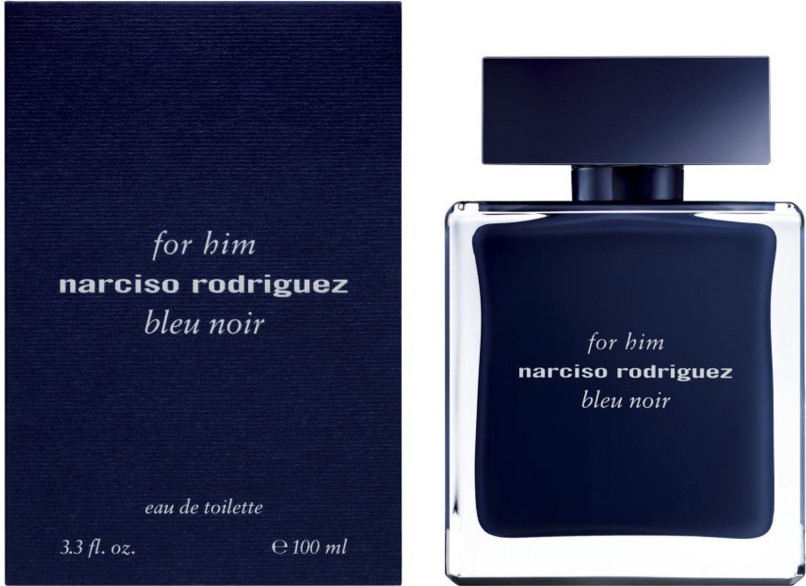 for him
narciso rodriguez
bleu noir
eau de toilette
3.3 fl. oz. ℮ 100 ml
for him
narciso rodriguez
bleu noir